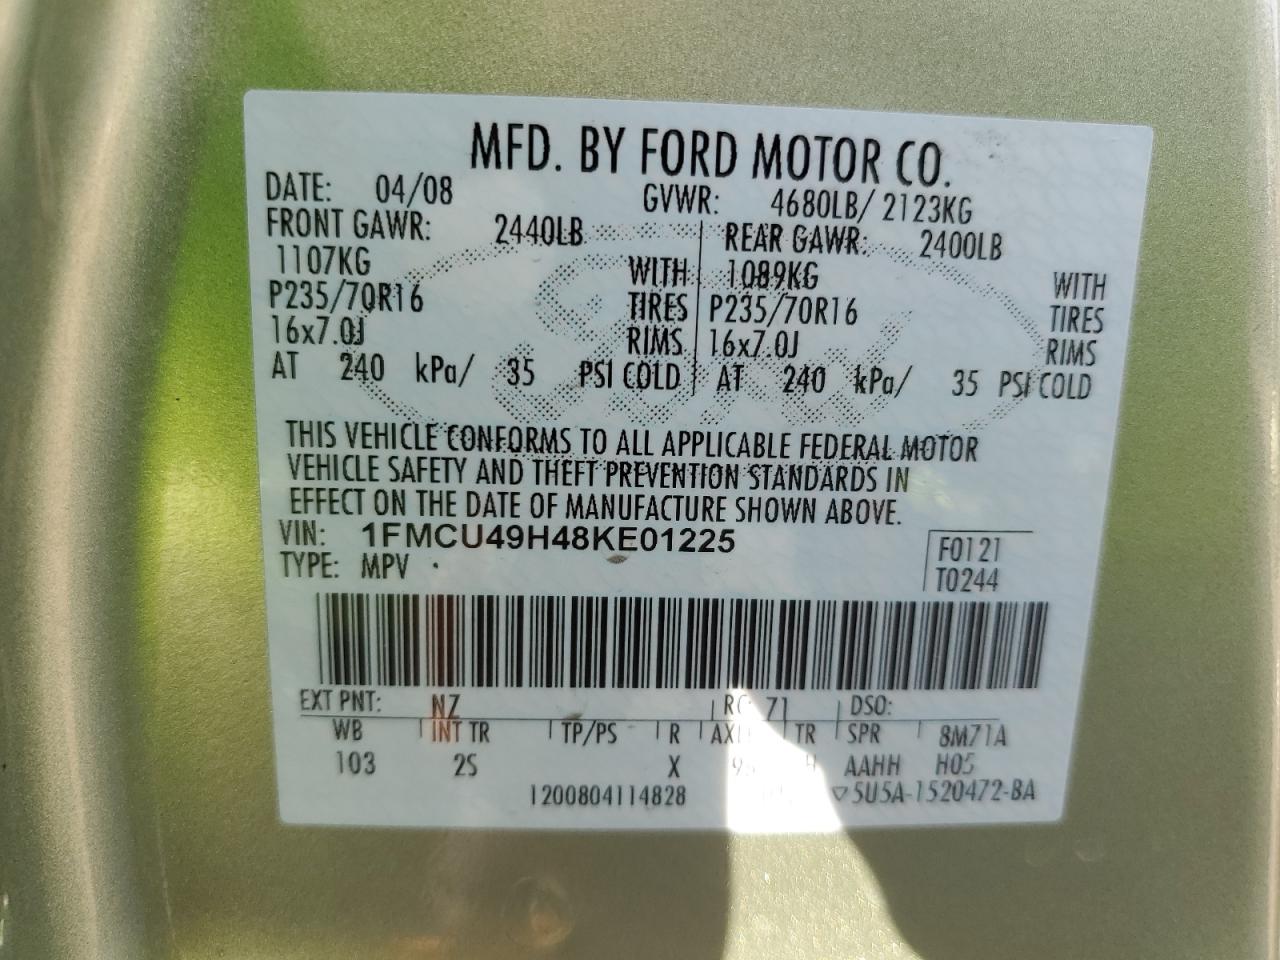 MFD. BY FORD MOTOR CO.
DATE: 04/08 GVWR: 4680LB/ 2123KG
FRONT GAWR: 2440LB REAR GAWR: 2400LB
1107KG WITH 1089KG WITH
P235/70R16 TIRES P235/70R16 TIRES
16x7.0J RIMS 16x7.0J RIMS
AT 240 kPa/ 35 PSI COLD AT 240 kPa/ 35 PSI COLD
THIS VEHICLE CONFORMS TO ALL APPLICABLE FEDERAL MOTOR
VEHICLE SAFETY AND THEFT PREVENTION STANDARDS IN
EFFECT ON THE DATE OF MANUFACTURE SHOWN ABOVE.
VIN: 1FMCU49H48KE01225 F0121
TYPE: MPV T0244
EXT PNT: NZ RC: 71 DSO:
WB INT TR TP/PS R AXLE TR SPR 8M71A
103 2S X AAHH H05
1200804114828 ▽5U5A-1520472-BA